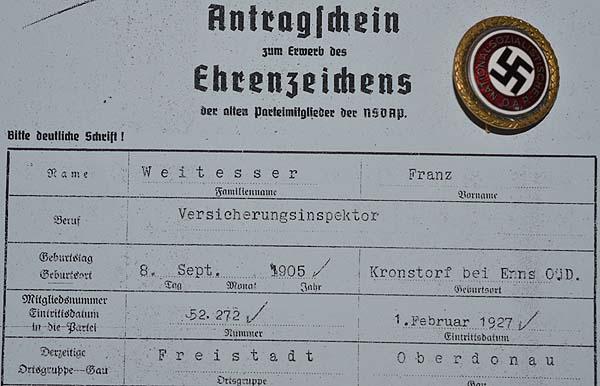 Antragschein
zum Erwerb des
Ehrenzeichens
der alten Parteimitglieder der NSDAP.
Bitte deutliche Schrift!
Name Weitesser Franz
Familienname Vorname
Beruf Versicherungsinspektor
Geburtstag
Geburtsort 8. Sept. 1905 Kronstorf bei Enns O/D.
Tag Monat Jahr Geburtsort
Mitgliedsnummer
Eintrittsdatum 52.272 1.Februar 1927
in die Partei Nummer Eintrittsdatum
Derzeitige Freistadt Oberdonau
Ortsgruppe—Gau Ortsgruppe Gau
NATIONALSOZIALISTISCHE D.A.P.